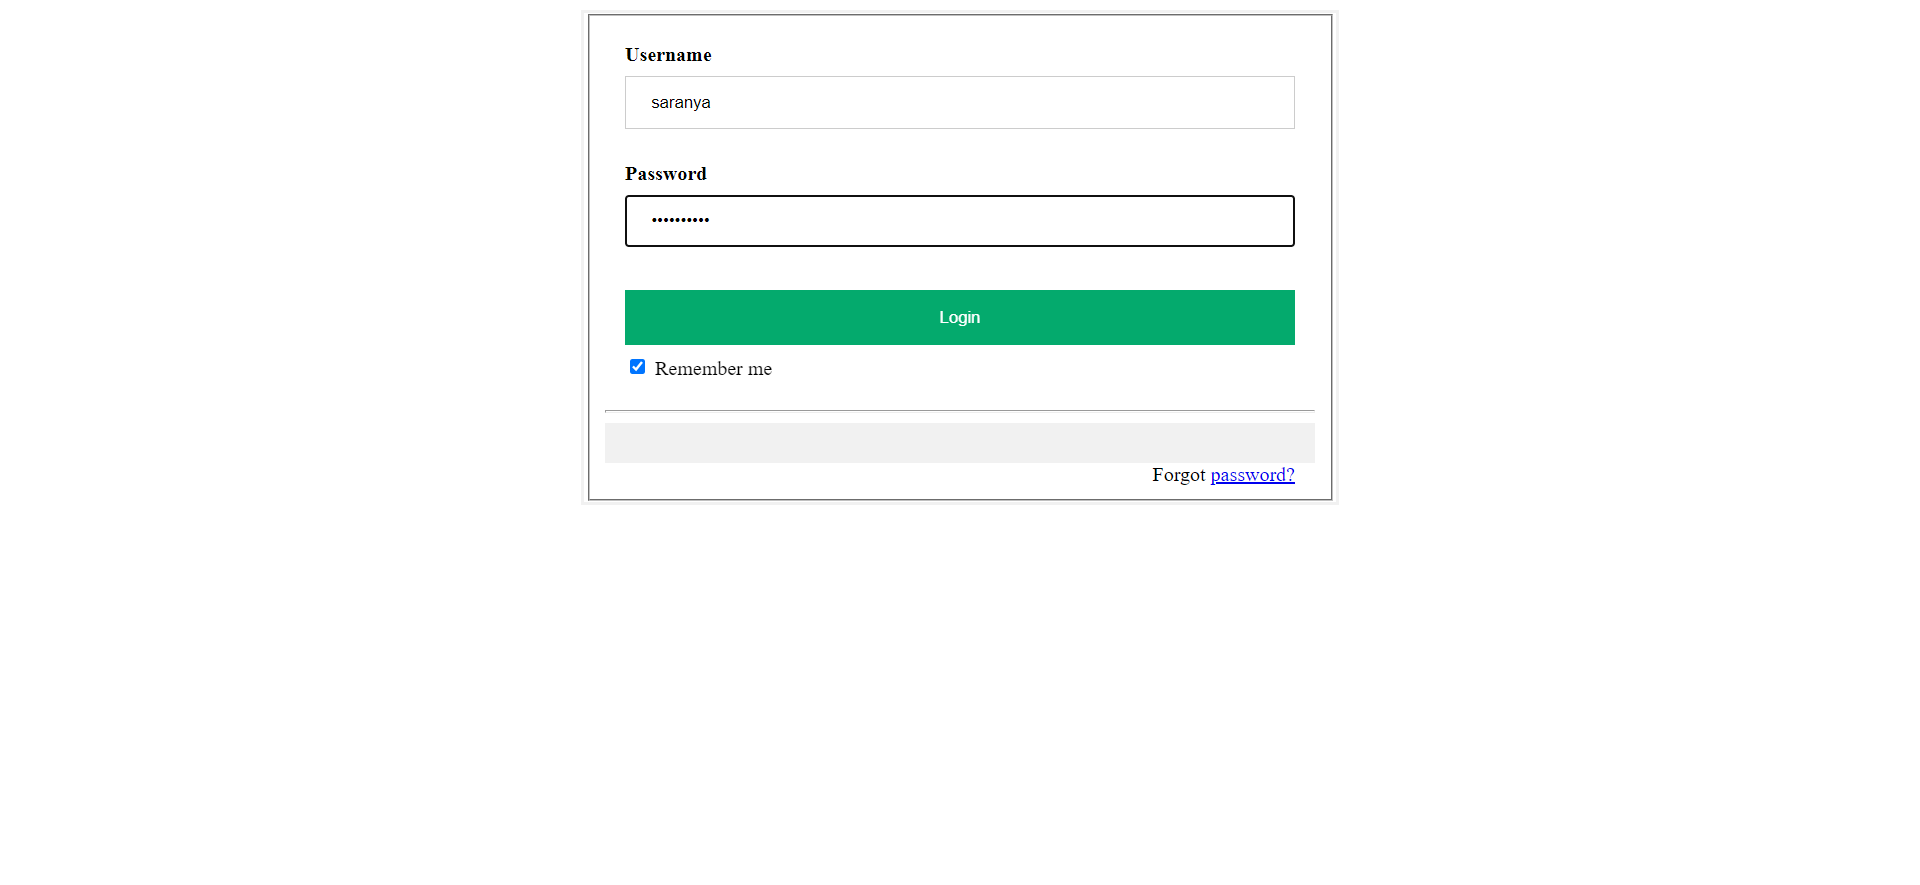 Username
saranya
Password
••••••••••
Login
Remember me
Forgot password?